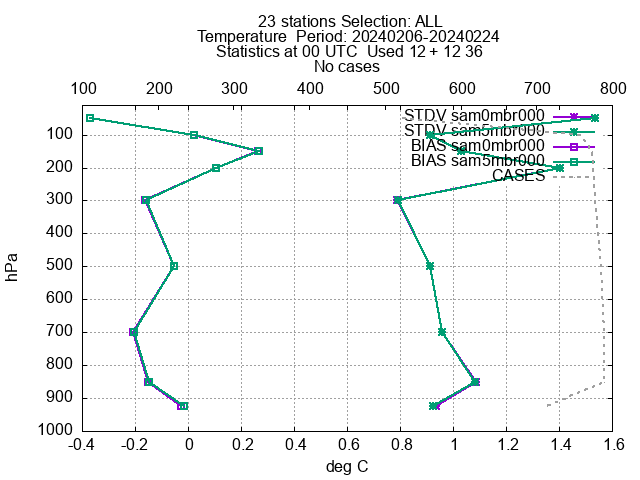 23 stations Selection: ALL
Temperature  Period: 20240206-20240224
Statistics at 00 UTC  Used 12 + 12 36
No cases
100 200 300 400 500 600 700 800
STDV sam0mbr000
STDV sam5mbr000
BIAS sam0mbr000
BIAS sam5mbr000
CASES
100
200
300
400
500
600
700
800
900
1000
hPa
-0.4 -0.2 0 0.2 0.4 0.6 0.8 1 1.2 1.4 1.6
deg C